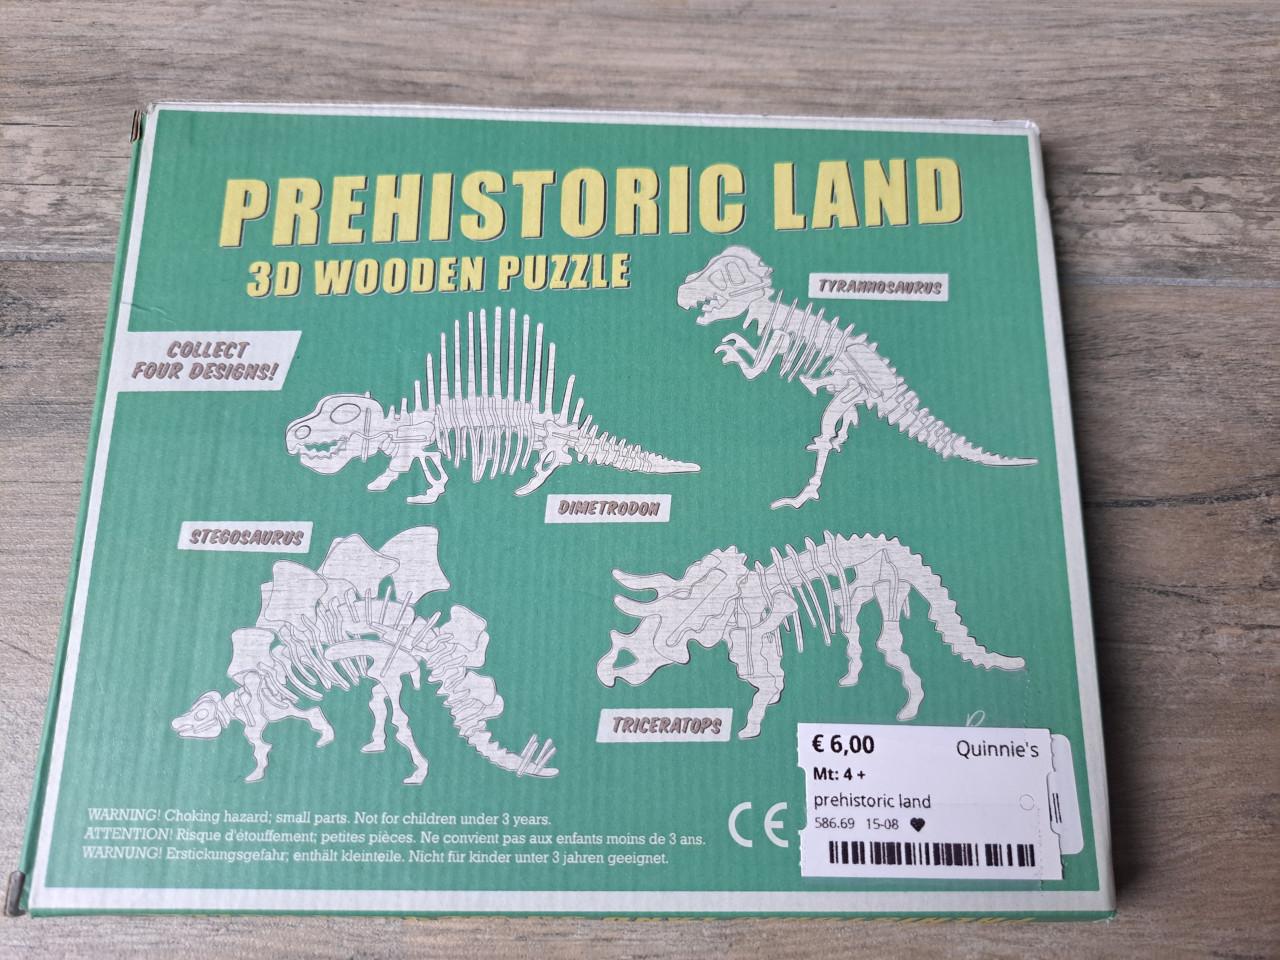 PREHISTORIC LAND
3D WOODEN PUZZLE
TYRANNOSAURUS
COLLECT
FOUR DESIGNS!
DIMETRODON
STEGOSAURUS
TRICERATOPS
WARNING! Choking hazard; small parts. Not for children under 3 years.
ATTENTION! Risque d'étouffement; petites pièces. Ne convient pas aux enfants moins de 3 ans.
WARNUNG! Erstickungsgefahr; enthält kleinteile. Nicht für kinder unter 3 jahren geeignet.
CE
€ 6,00 Quinnie's
Mt: 4 +
prehistoric land
586.69 15-08